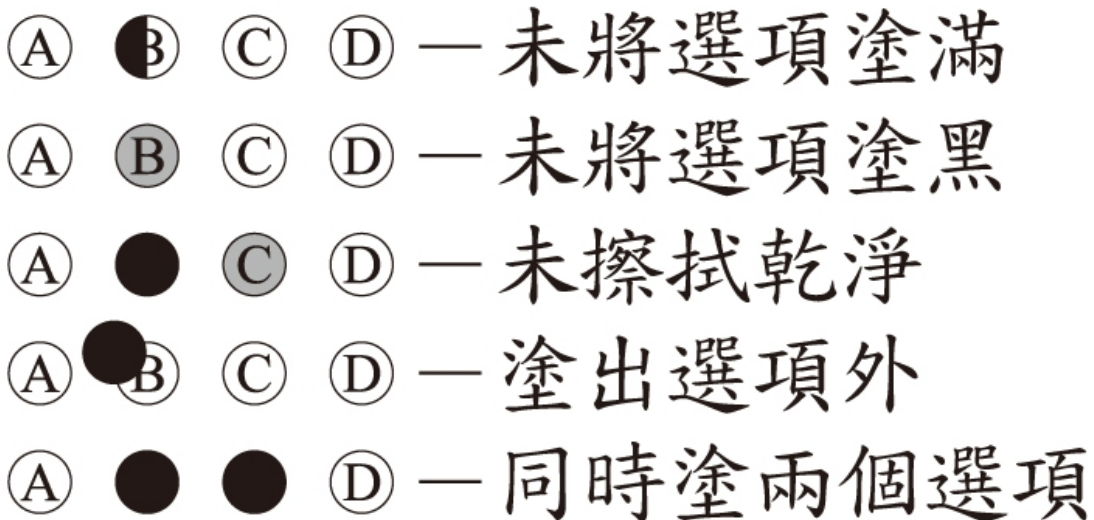 Ⓐ B Ⓒ Ⓓ — 未將選項塗滿
Ⓐ Ⓑ Ⓒ Ⓓ — 未將選項塗黑
Ⓐ ● Ⓒ Ⓓ — 未擦拭乾淨
Ⓐ B Ⓒ Ⓓ — 塗出選項外
Ⓐ ● ● Ⓓ — 同時塗兩個選項